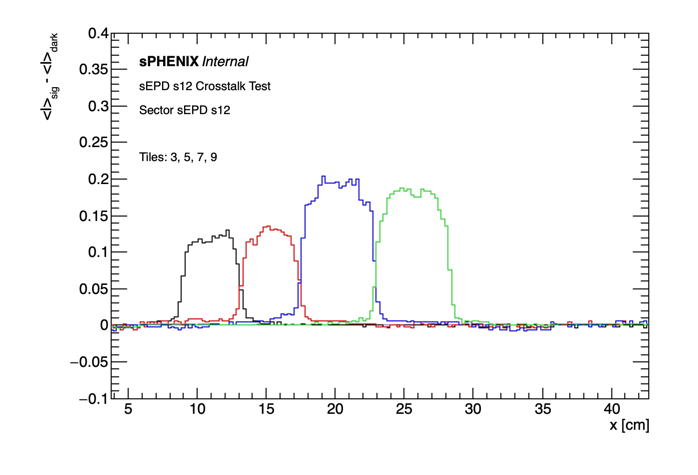 <I>sig - <I>dark
0.4
0.35
0.3
0.25
0.2
0.15
0.1
0.05
0
−0.05
−0.1
sPHENIX Internal
sEPD s12 Crosstalk Test
Sector sEPD s12
Tiles: 3, 5, 7, 9
5 10 15 20 25 30 35 40
x [cm]